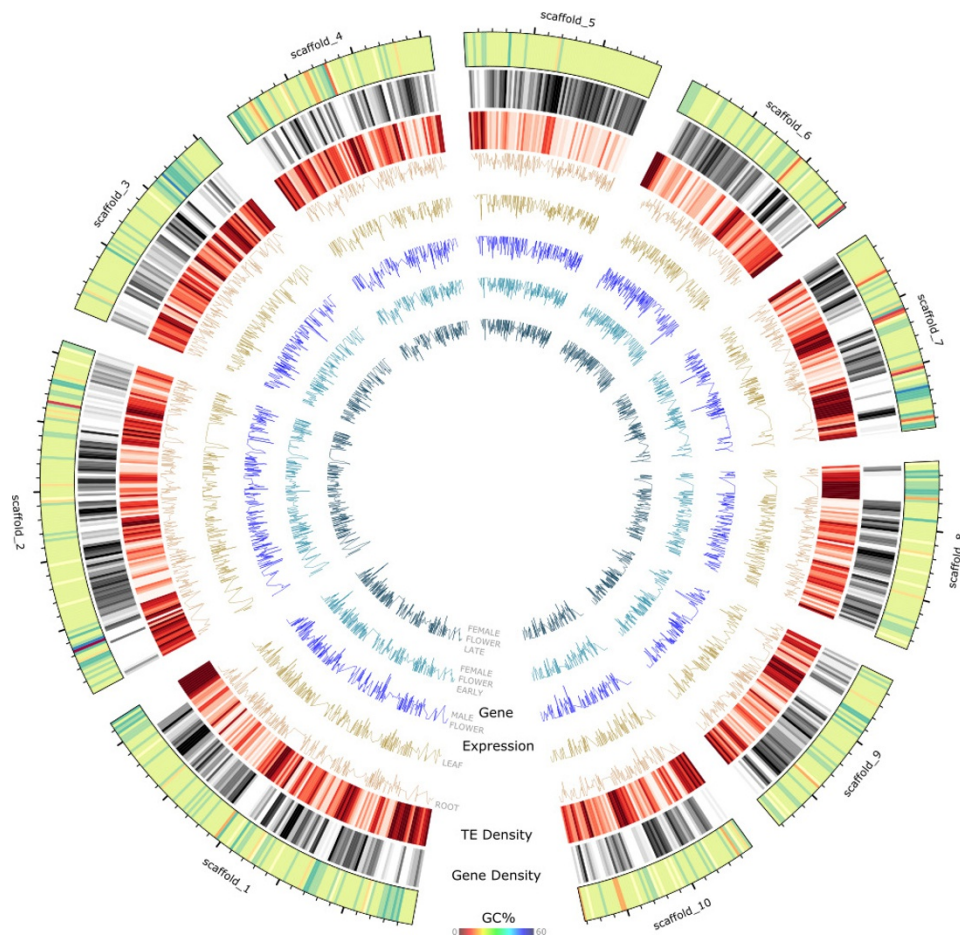 scaffold_5
scaffold_4
scaffold_6
scaffold_3
scaffold_7
scaffold_2
scaffold_8
FEMALE
FLOWER
LATE
FEMALE
FLOWER
EARLY
Gene
MALE
FLOWER
Expression
LEAF
scaffold_9
ROOT
TE Density
scaffold_1
Gene Density
scaffold_10
GC%
0
60